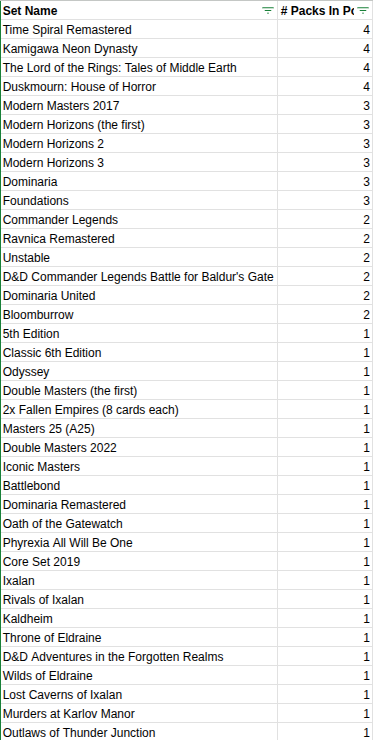 Set Name # Packs In Po
Time Spiral Remastered 4
Kamigawa Neon Dynasty 4
The Lord of the Rings: Tales of Middle Earth 4
Duskmourn: House of Horror 4
Modern Masters 2017 3
Modern Horizons (the first) 3
Modern Horizons 2 3
Modern Horizons 3 3
Dominaria 3
Foundations 3
Commander Legends 2
Ravnica Remastered 2
Unstable 2
D&D Commander Legends Battle for Baldur's Gate 2
Dominaria United 2
Bloomburrow 2
5th Edition 1
Classic 6th Edition 1
Odyssey 1
Double Masters (the first) 1
2x Fallen Empires (8 cards each) 1
Masters 25 (A25) 1
Double Masters 2022 1
Iconic Masters 1
Battlebond 1
Dominaria Remastered 1
Oath of the Gatewatch 1
Phyrexia All Will Be One 1
Core Set 2019 1
Ixalan 1
Rivals of Ixalan 1
Kaldheim 1
Throne of Eldraine 1
D&D Adventures in the Forgotten Realms 1
Wilds of Eldraine 1
Lost Caverns of Ixalan 1
Murders at Karlov Manor 1
Outlaws of Thunder Junction 1